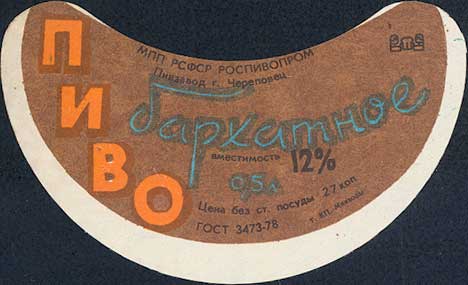 МПП РСФСР РОСПИВОПРОМ
Пивзавод г. Череповец
ПИВО
Бархатное
вместимость 12%
0,5 л.
Цена без ст. посуды 27 коп
ГОСТ 3473-78